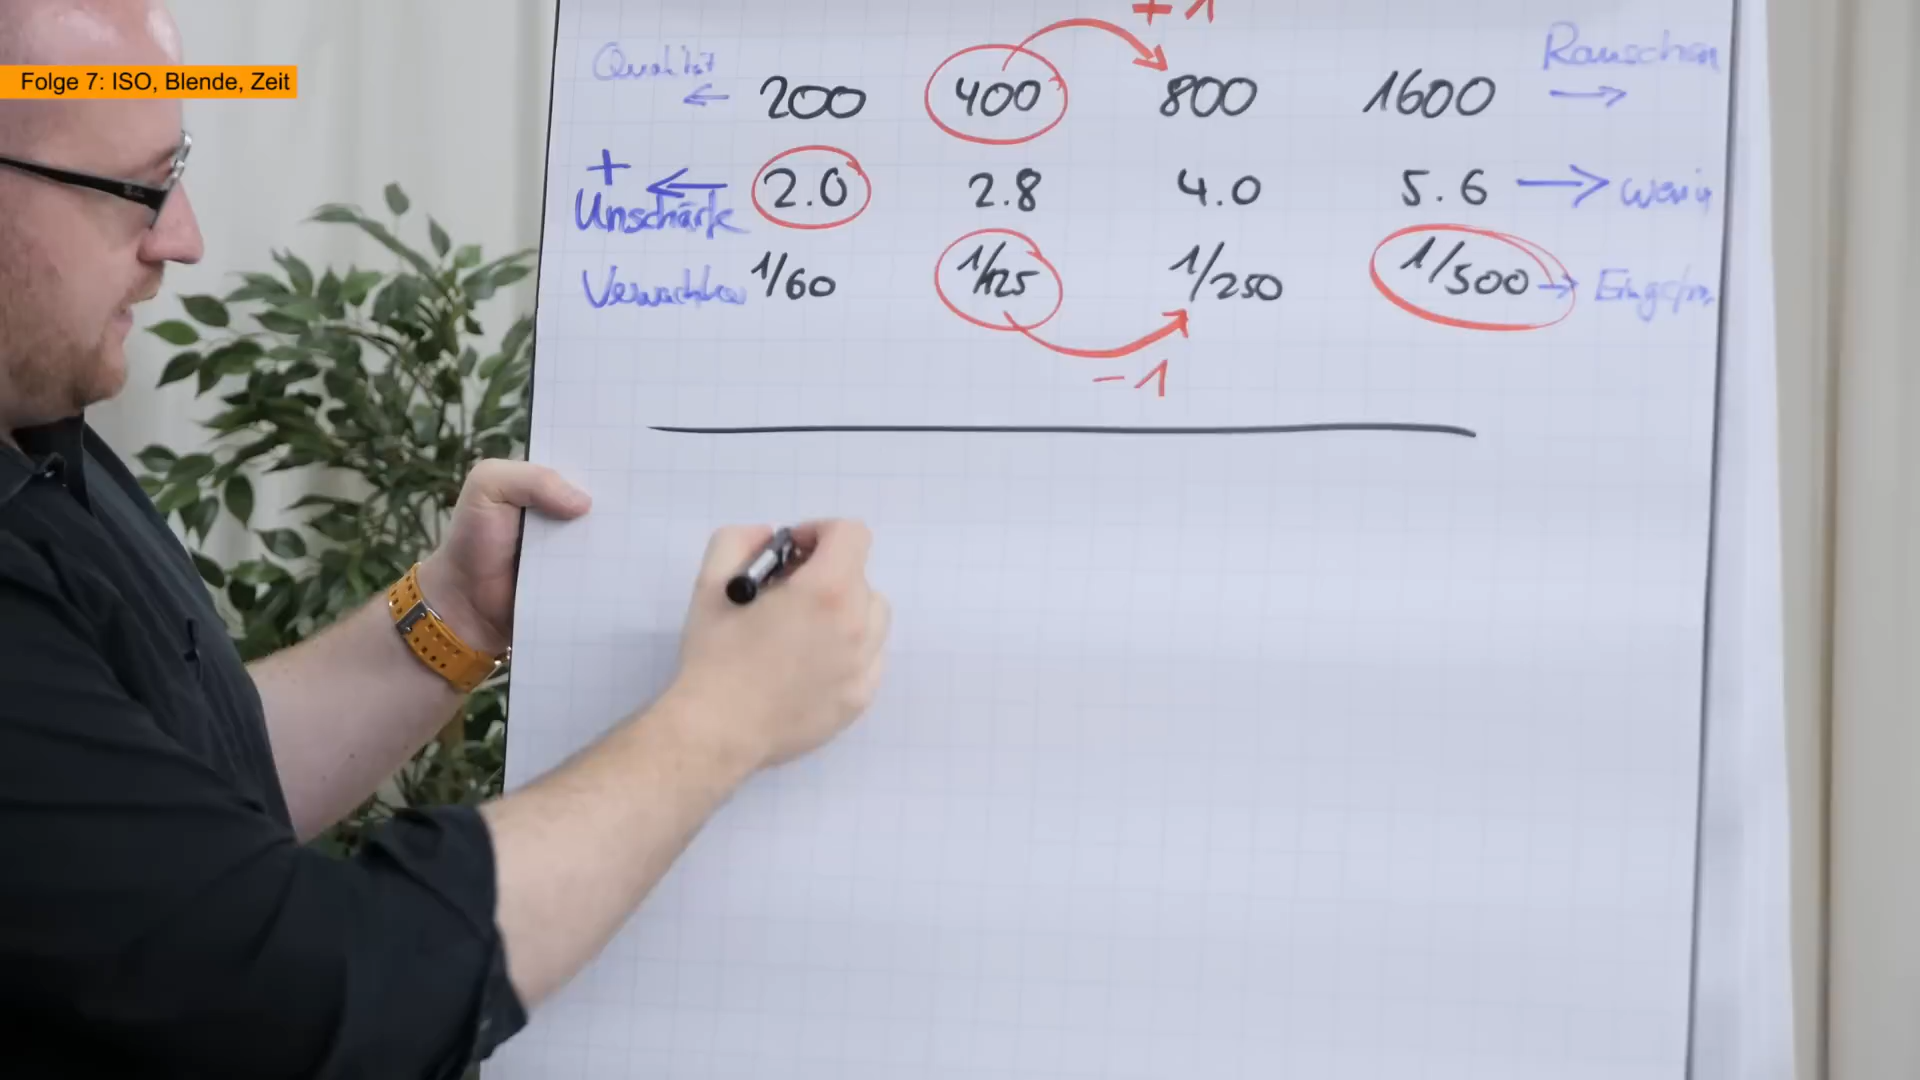 +1
Folge 7: ISO, Blende, Zeit
Qualität ← 200 400 800 1600 Rauschen →
+ Unschärfe ← 2.0 2.8 4.0 5.6 → wenig
1/60 1/125 1/250 1/500 →
-1